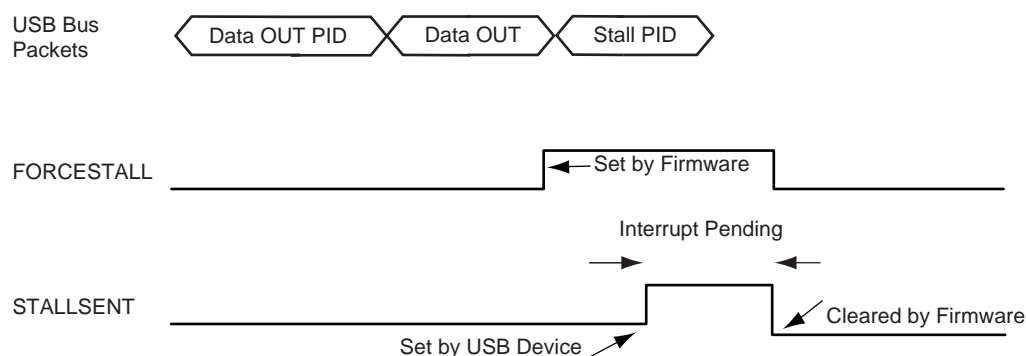 USB Bus
Packets
Data OUT PID
Data OUT
Stall PID
FORCESTALL
Set by Firmware
Interrupt Pending
STALLSENT
Cleared by Firmware
Set by USB Device